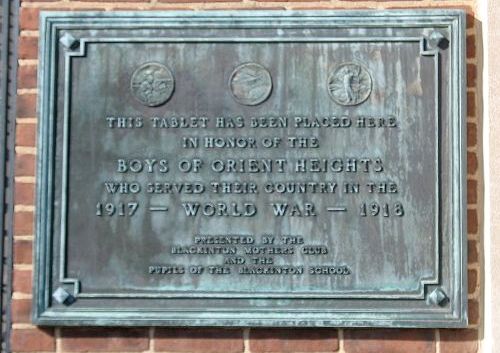 THIS TABLET HAS BEEN PLACED HERE
IN HONOR OF THE
BOYS OF ORIENT HEIGHTS
WHO SERVED THEIR COUNTRY IN THE
1917 — WORLD WAR — 1918
PRESENTED BY THE
BLACKINTON MOTHERS CLUB
AND THE
PUPILS OF THE BLACKINTON SCHOOL